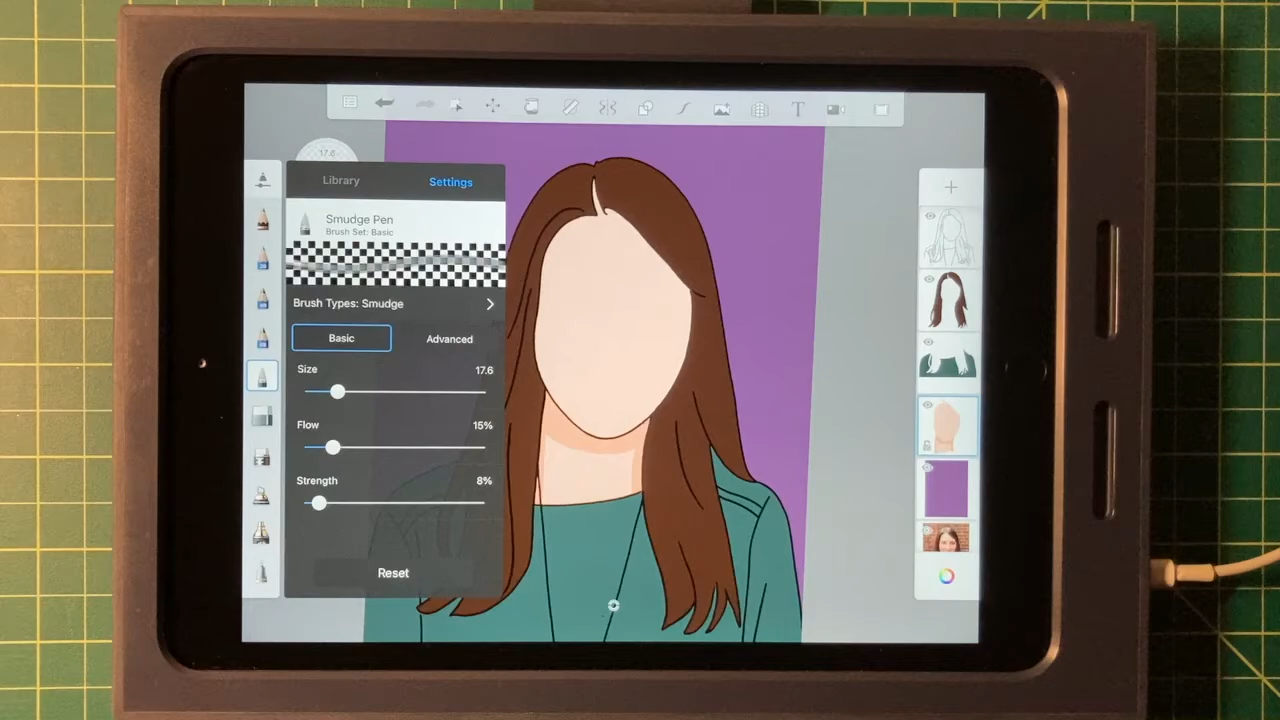 T
17.6
Library
Settings
Smudge Pen
Brush Set: Basic
Brush Types: Smudge
Basic
Advanced
Size
17.6
Flow
15%
Strength
8%
Reset